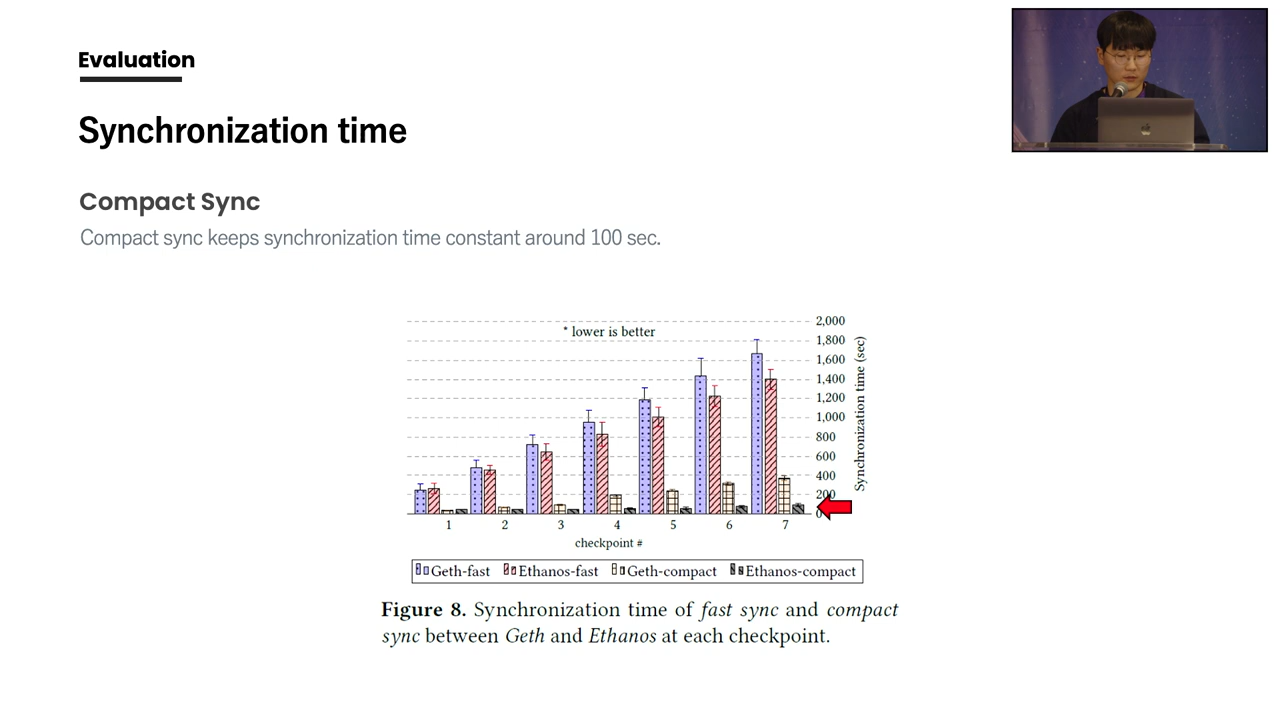 Evaluation
Synchronization time
Compact Sync
Compact sync keeps synchronization time constant around 100 sec.
* lower is better
2,000
1,800
1,600
1,400
1,200
1,000
800
600
400
200
0
Synchronization time (sec)
1 2 3 4 5 6 7
checkpoint #
Geth-fast Ethanos-fast Geth-compact Ethanos-compact
Figure 8. Synchronization time of fast sync and compact
sync between Geth and Ethanos at each checkpoint.